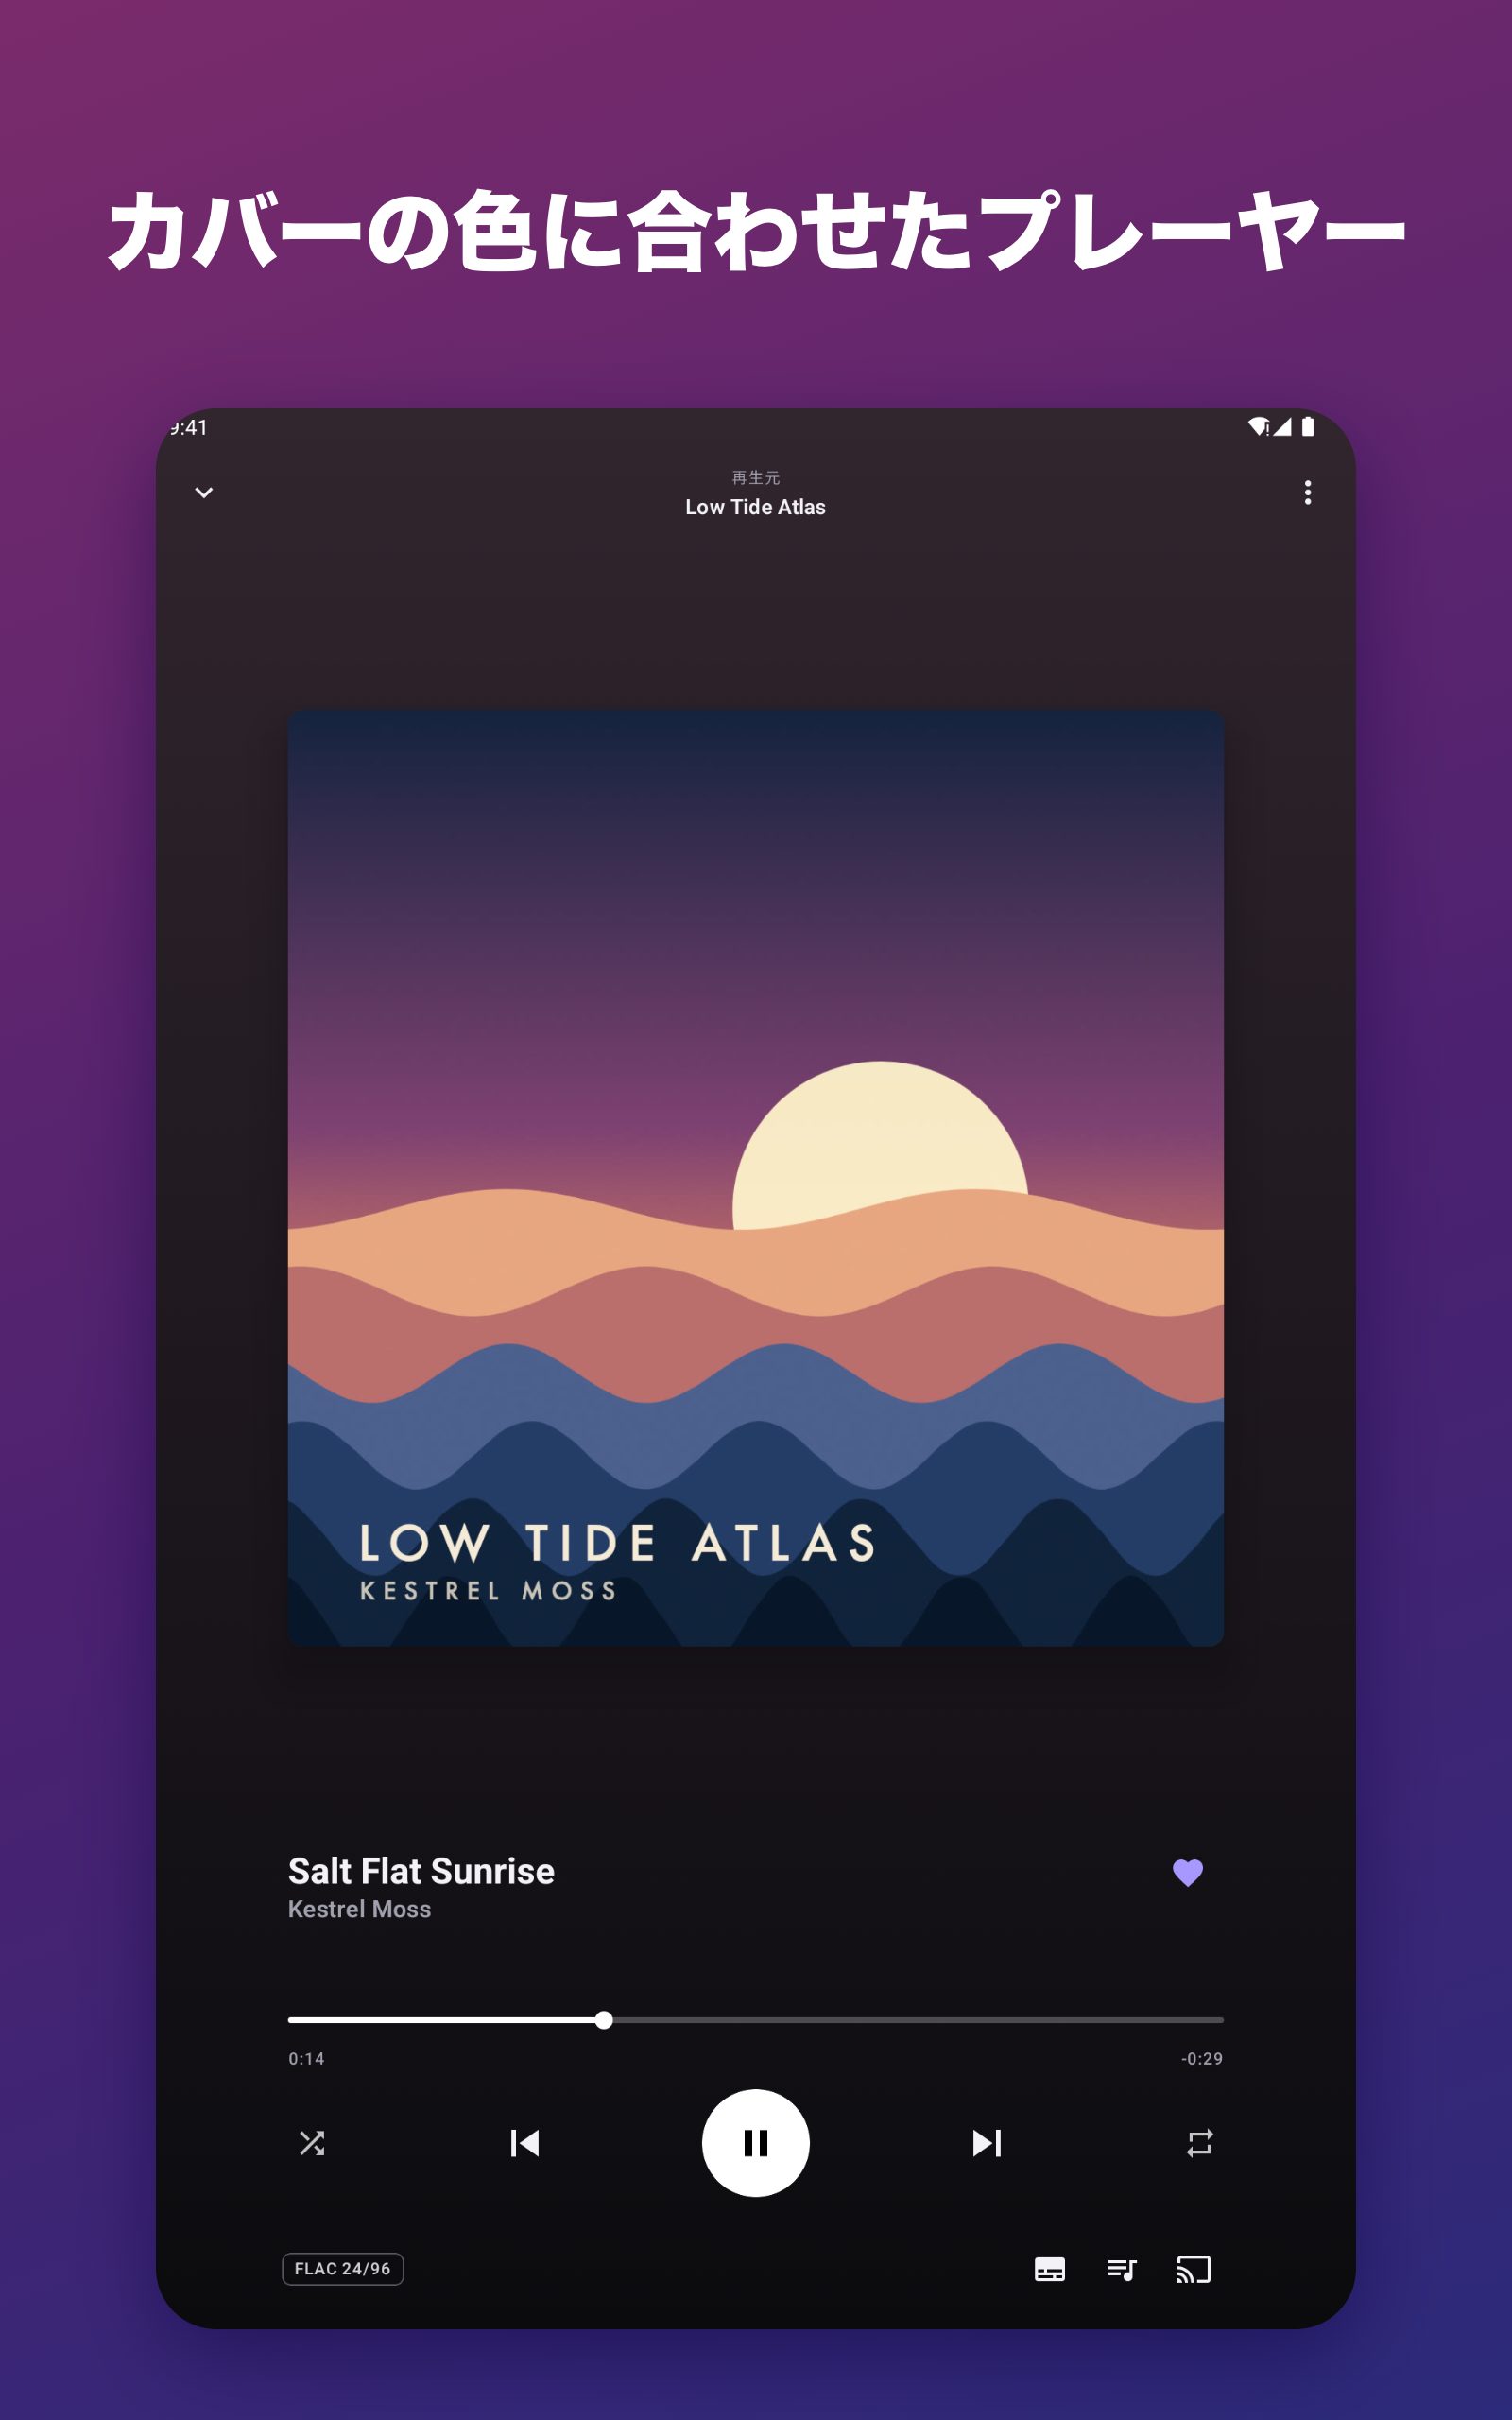 カバーの色に合わせたプレーヤー
9:41
再生元
Low Tide Atlas
LOW TIDE ATLAS
KESTREL MOSS
Salt Flat Sunrise
Kestrel Moss
0:14
-0:29
FLAC 24/96